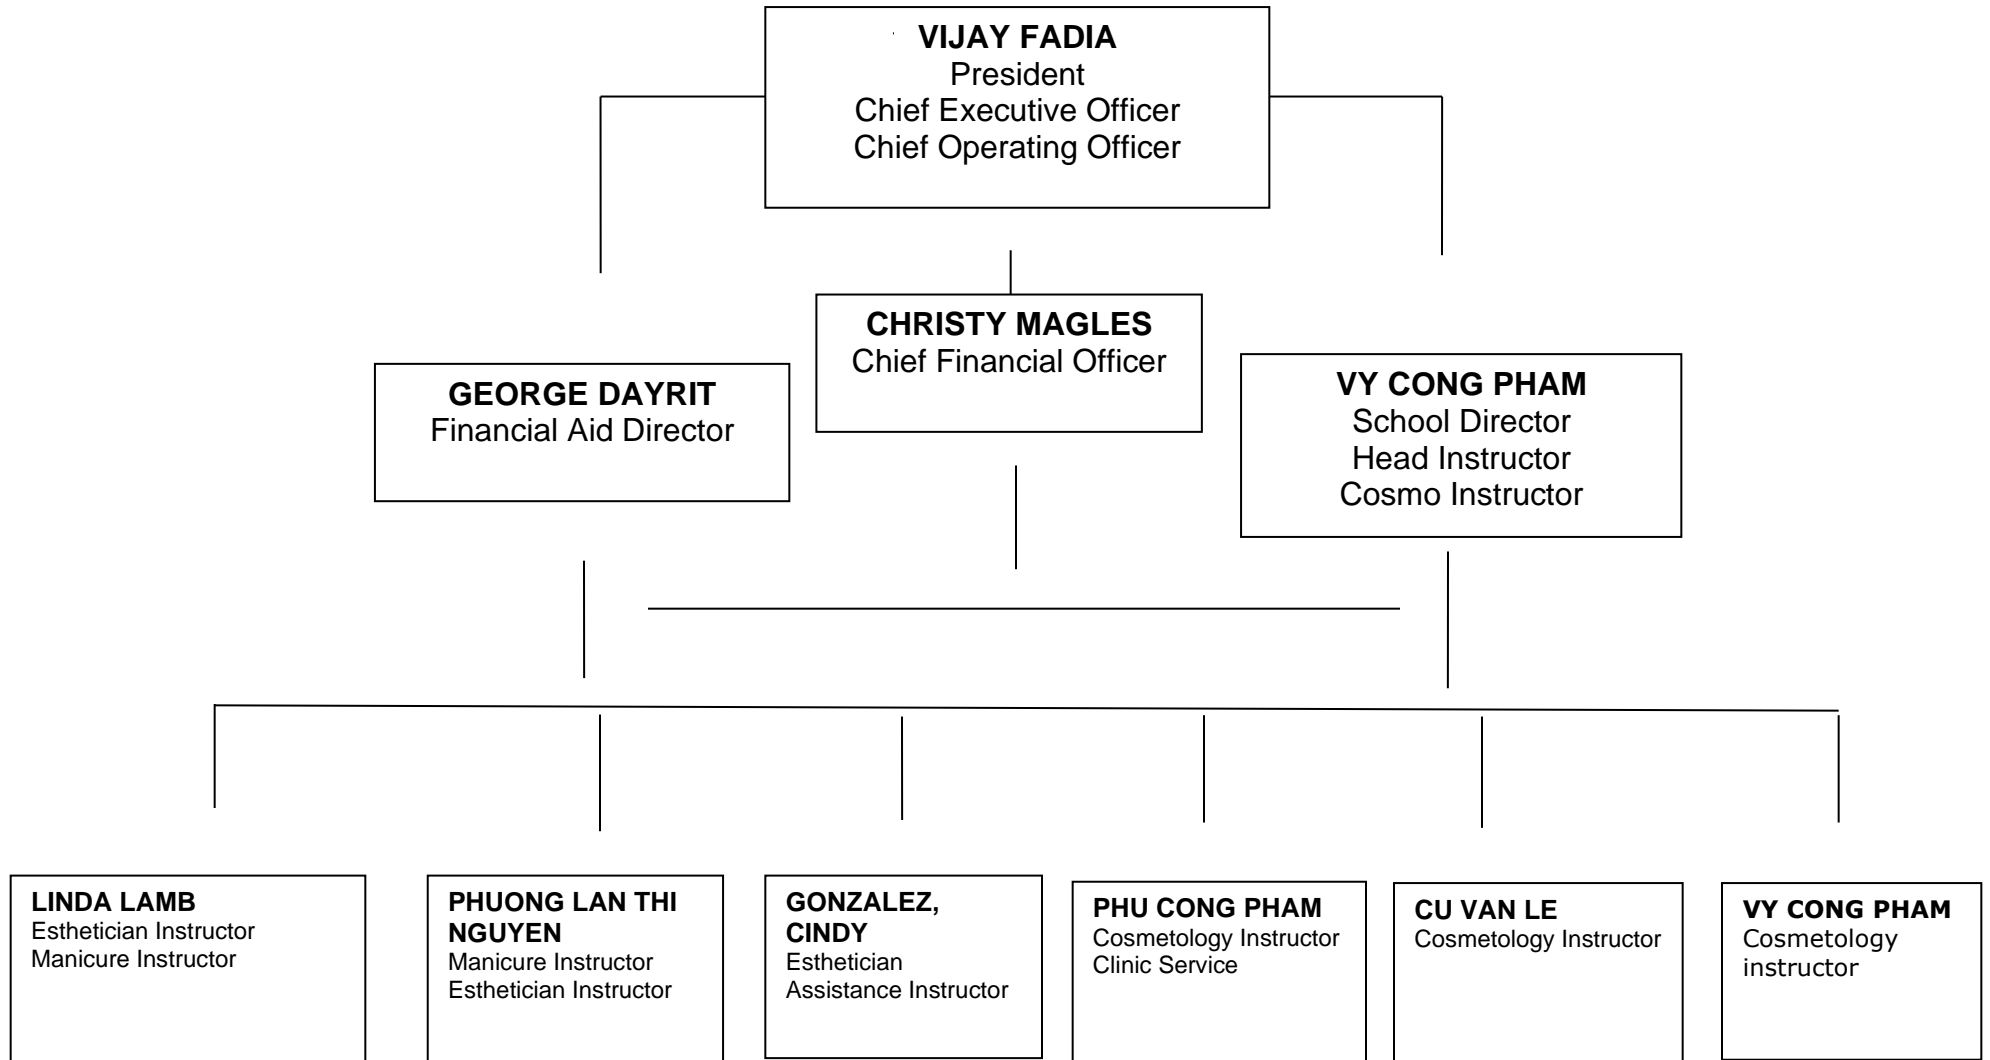 VIJAY FADIA
President
Chief Executive Officer
Chief Operating Officer
CHRISTY MAGLES
Chief Financial Officer
GEORGE DAYRIT
Financial Aid Director
VY CONG PHAM
School Director
Head Instructor
Cosmo Instructor
LINDA LAMB
Esthetician Instructor
Manicure Instructor
PHUONG LAN THI
NGUYEN
Manicure Instructor
Esthetician Instructor
GONZALEZ,
CINDY
Esthetician
Assistance Instructor
PHU CONG PHAM
Cosmetology Instructor
Clinic Service
CU VAN LE
Cosmetology Instructor
VY CONG PHAM
Cosmetology
instructor